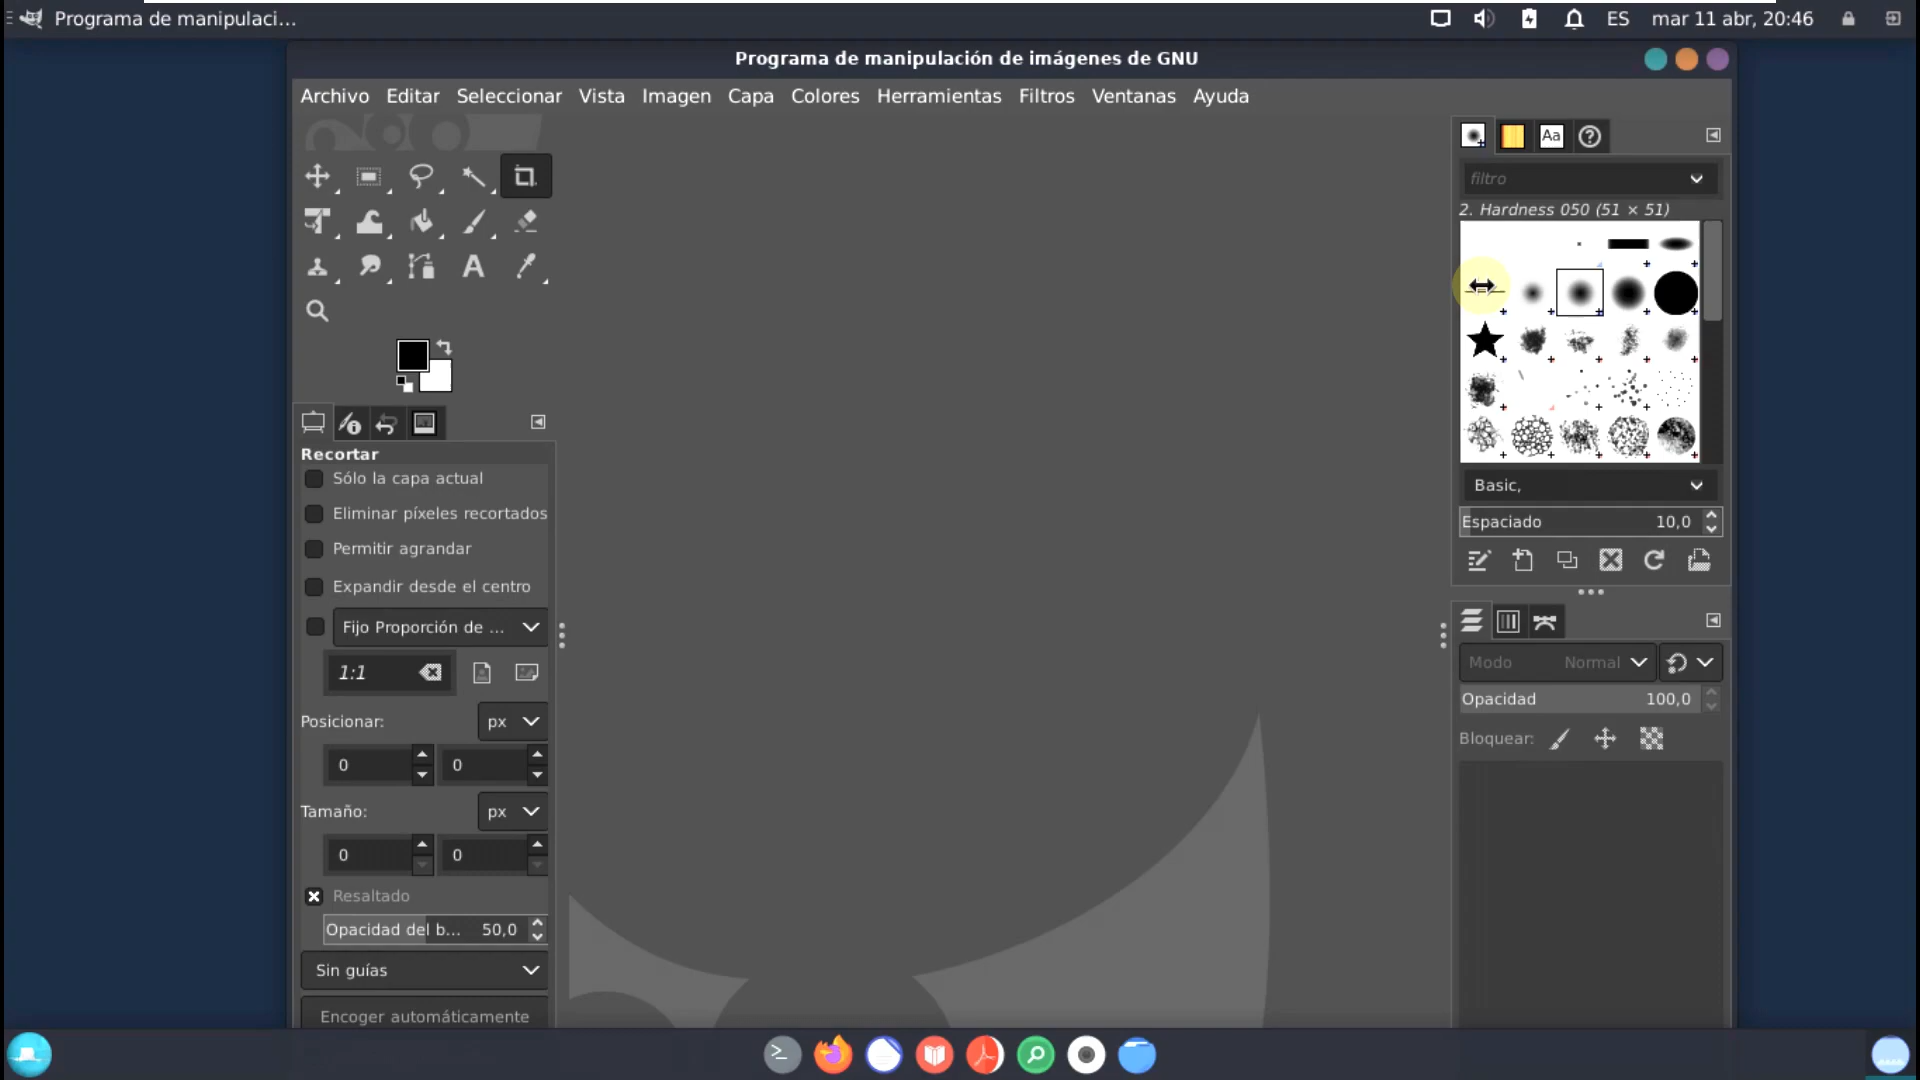 Programa de manipulaci...
ES
mar 11 abr, 20:46
Programa de manipulación de imágenes de GNU
Archivo Editar Seleccionar Vista Imagen Capa Colores Herramientas Filtros Ventanas Ayuda
Aa
filtro
2. Hardness 050 (51 × 51)
A
Recortar
Sólo la capa actual
Eliminar píxeles recortados
Permitir agrandar
Expandir desde el centro
Fijo Proporción de ...
1:1
Posicionar:
px
0
0
Tamaño:
px
0
0
Resaltado
Opacidad del b... 50,0
Sin guías
Encoger automáticamente
Basic,
Espaciado 10,0
Modo Normal
Opacidad 100,0
Bloquear: